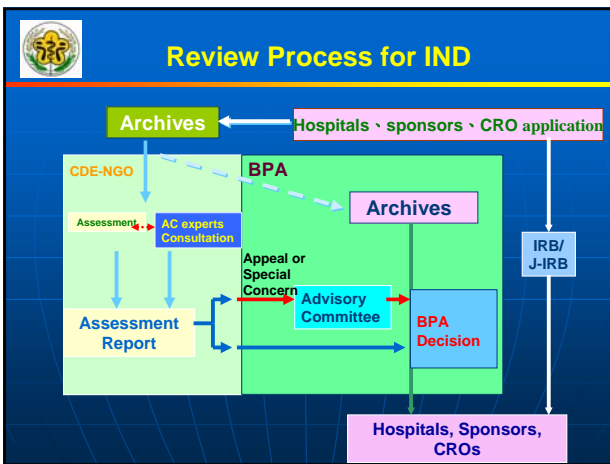 Review Process for IND
Archives
Hospitals、sponsors、CRO application
CDE-NGO
BPA
Archives
Assessment
AC experts
Consultation
IRB/
J-IRB
Appeal or
Special
Concern
Advisory
Committee
Assessment
Report
BPA
Decision
Hospitals, Sponsors,
CROs